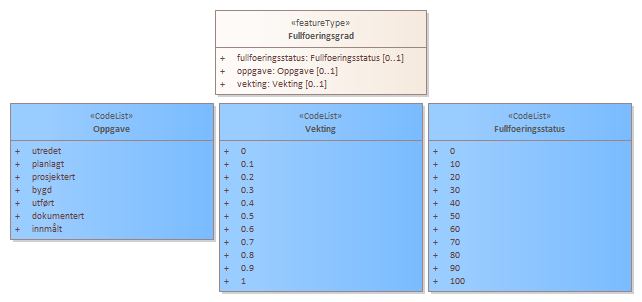 «featureType»
Fullfoeringsgrad
+ fullfoeringsstatus: Fullfoeringsstatus [0..1]
+ oppgave: Oppgave [0..1]
+ vekting: Vekting [0..1]
«CodeList»
Oppgave
+ utredet
+ planlagt
+ prosjektert
+ bygd
+ utført
+ dokumentert
+ innmålt
«CodeList»
Vekting
+ 0
+ 0.1
+ 0.2
+ 0.3
+ 0.4
+ 0.5
+ 0.6
+ 0.7
+ 0.8
+ 0.9
+ 1
«CodeList»
Fullfoeringsstatus
+ 0
+ 10
+ 20
+ 30
+ 40
+ 50
+ 60
+ 70
+ 80
+ 90
+ 100